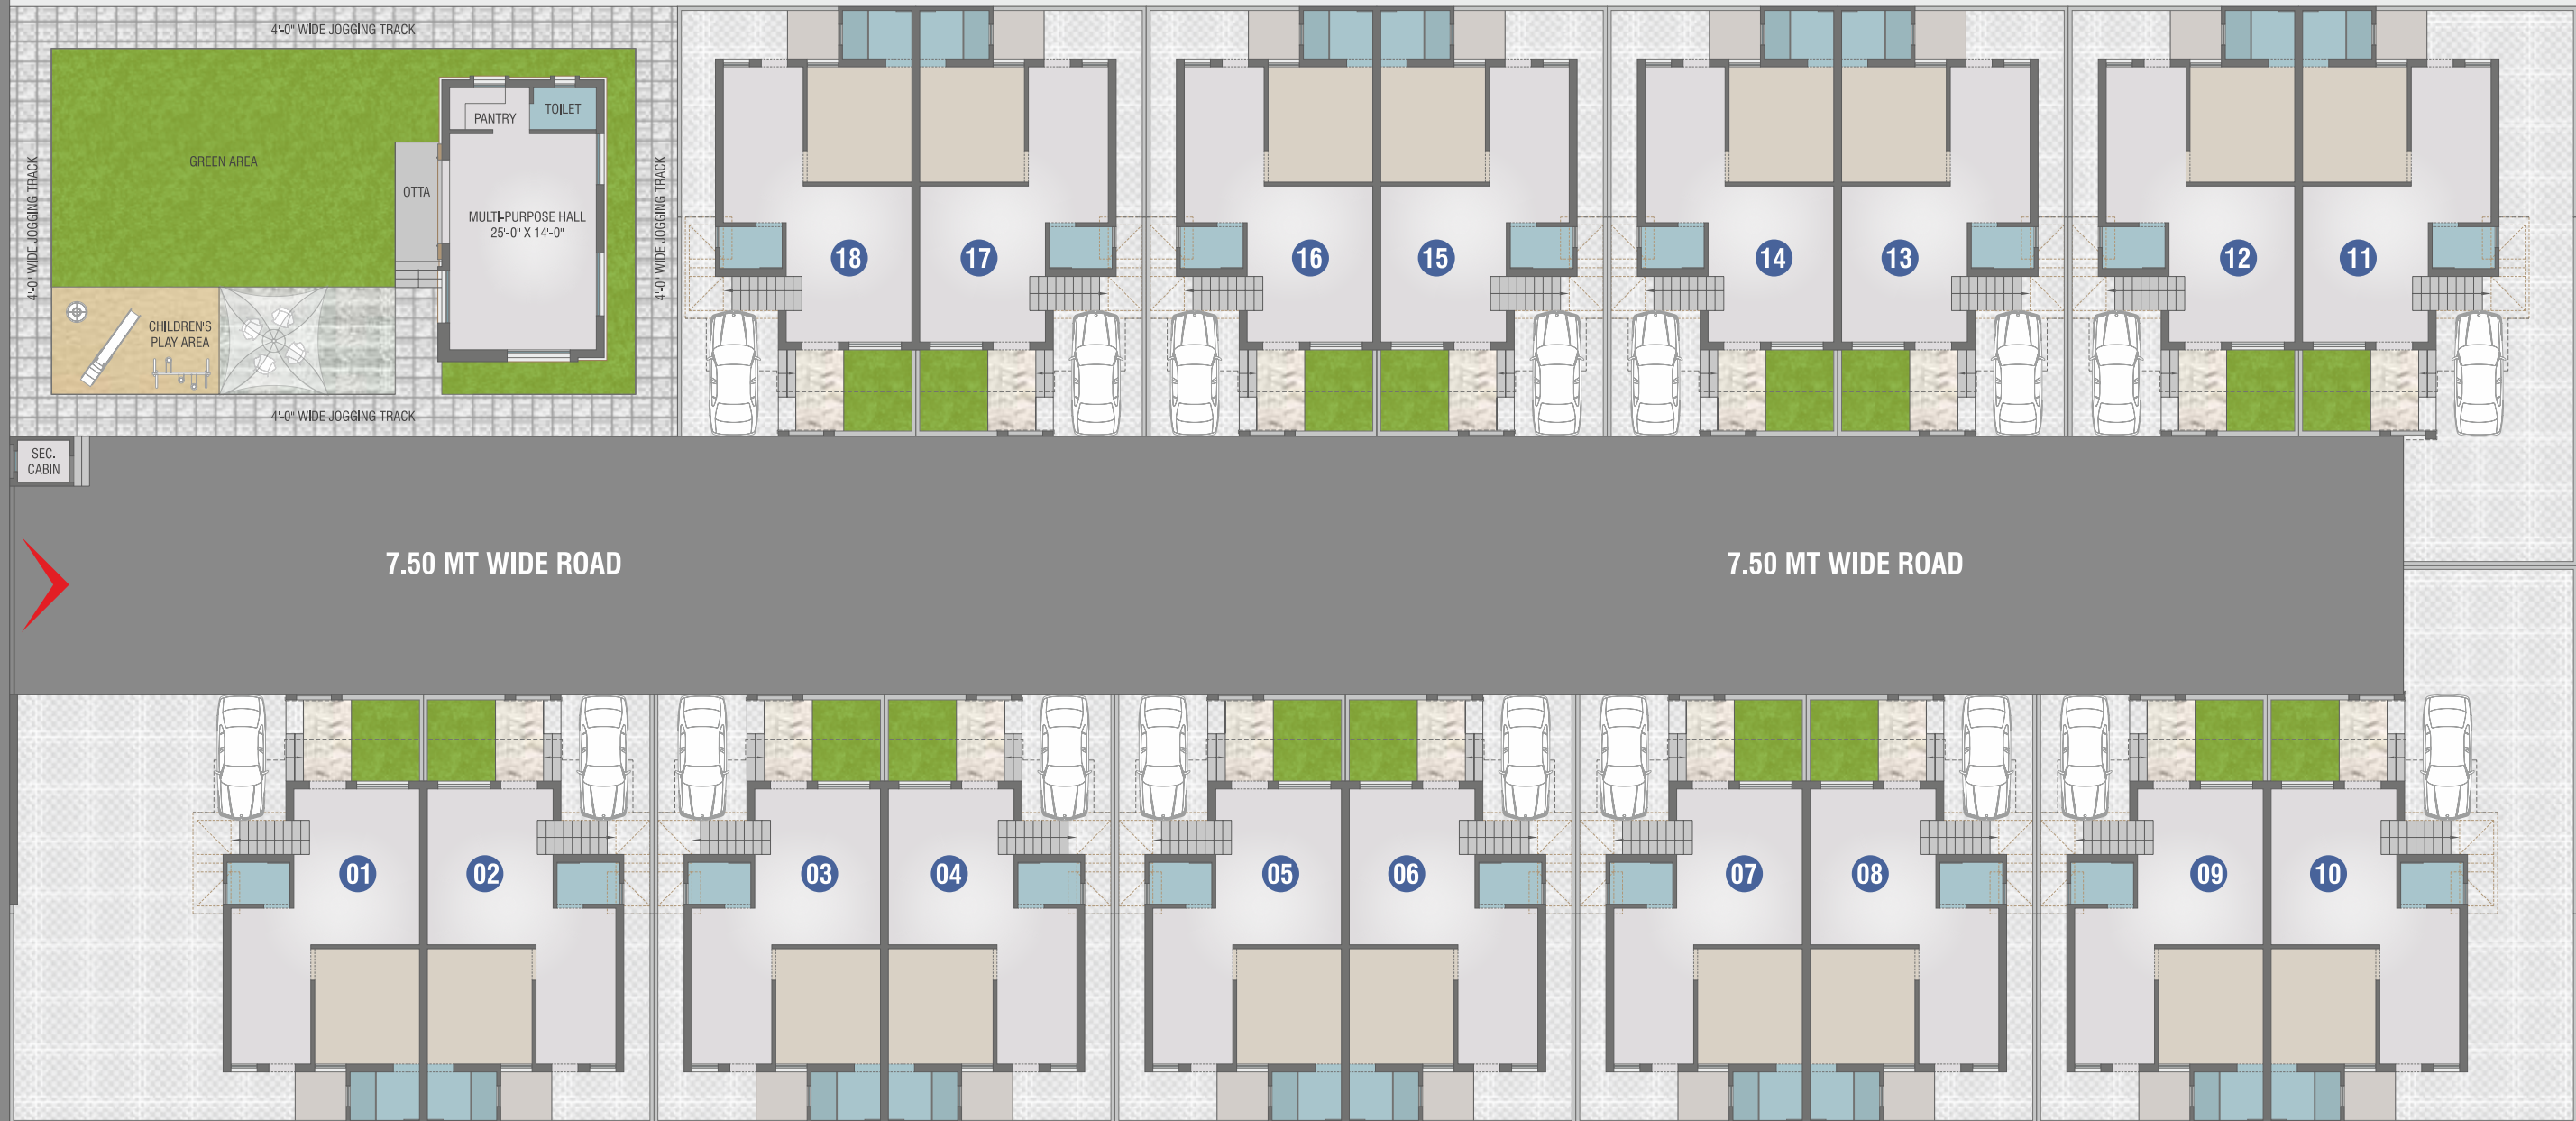 4'-0" WIDE JOGGING TRACK
4'-0" WIDE JOGGING TRACK
GREEN AREA
PANTRY
TOILET
OTTA
MULTI-PURPOSE HALL
25'-0" X 14'-0"
4'-0" WIDE JOGGING TRACK
CHILDREN'S
PLAY AREA
4'-0" WIDE JOGGING TRACK
18
17
16
15
14
13
12
11
SEC.
CABIN
7.50 MT WIDE ROAD
7.50 MT WIDE ROAD
01
02
03
04
05
06
07
08
09
10